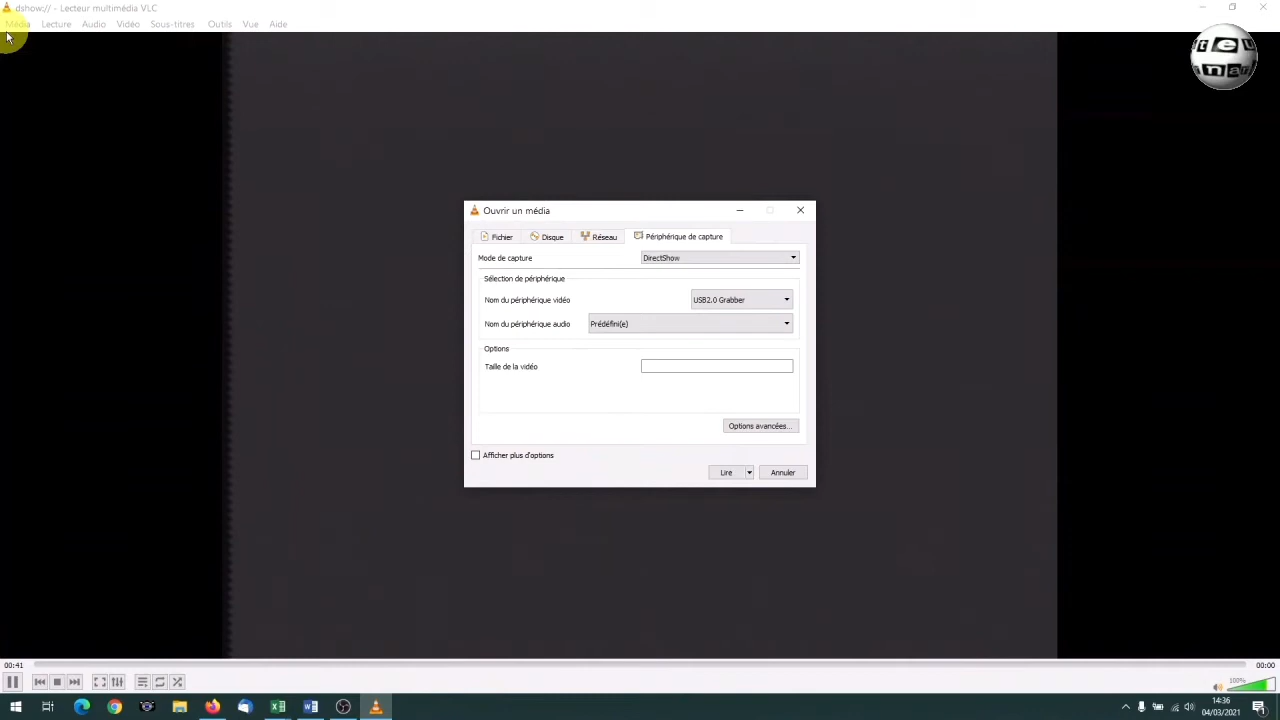 dshow:// - Lecteur multimédia VLC
Média Lecture Audio Vidéo Sous-titres Outils Vue Aide
Ouvrir un média
Fichier Disque Réseau Périphérique de capture
Mode de capture DirectShow
Sélection de périphérique
Nom du périphérique vidéo USB2.0 Grabber
Nom du périphérique audio Prédéfini(e)
Options
Taille de la vidéo
Options avancées...
Afficher plus d'options
Lire Annuler
00:41 00:00
100%
14:36
04/03/2021